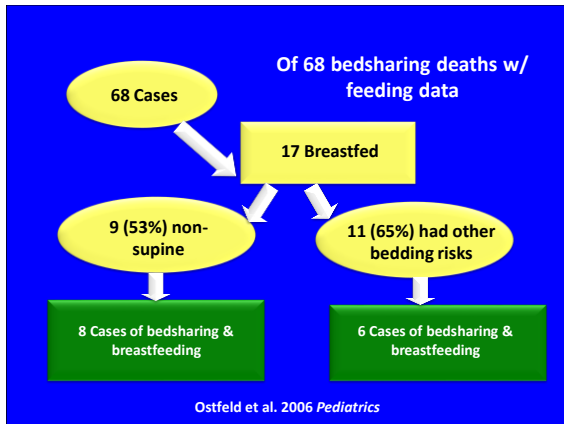 Of 68 bedsharing deaths w/
feeding data
68 Cases
17 Breastfed
9 (53%) non-
supine
11 (65%) had other
bedding risks
8 Cases of bedsharing &
breastfeeding
6 Cases of bedsharing &
breastfeeding
Ostfeld et al. 2006 Pediatrics